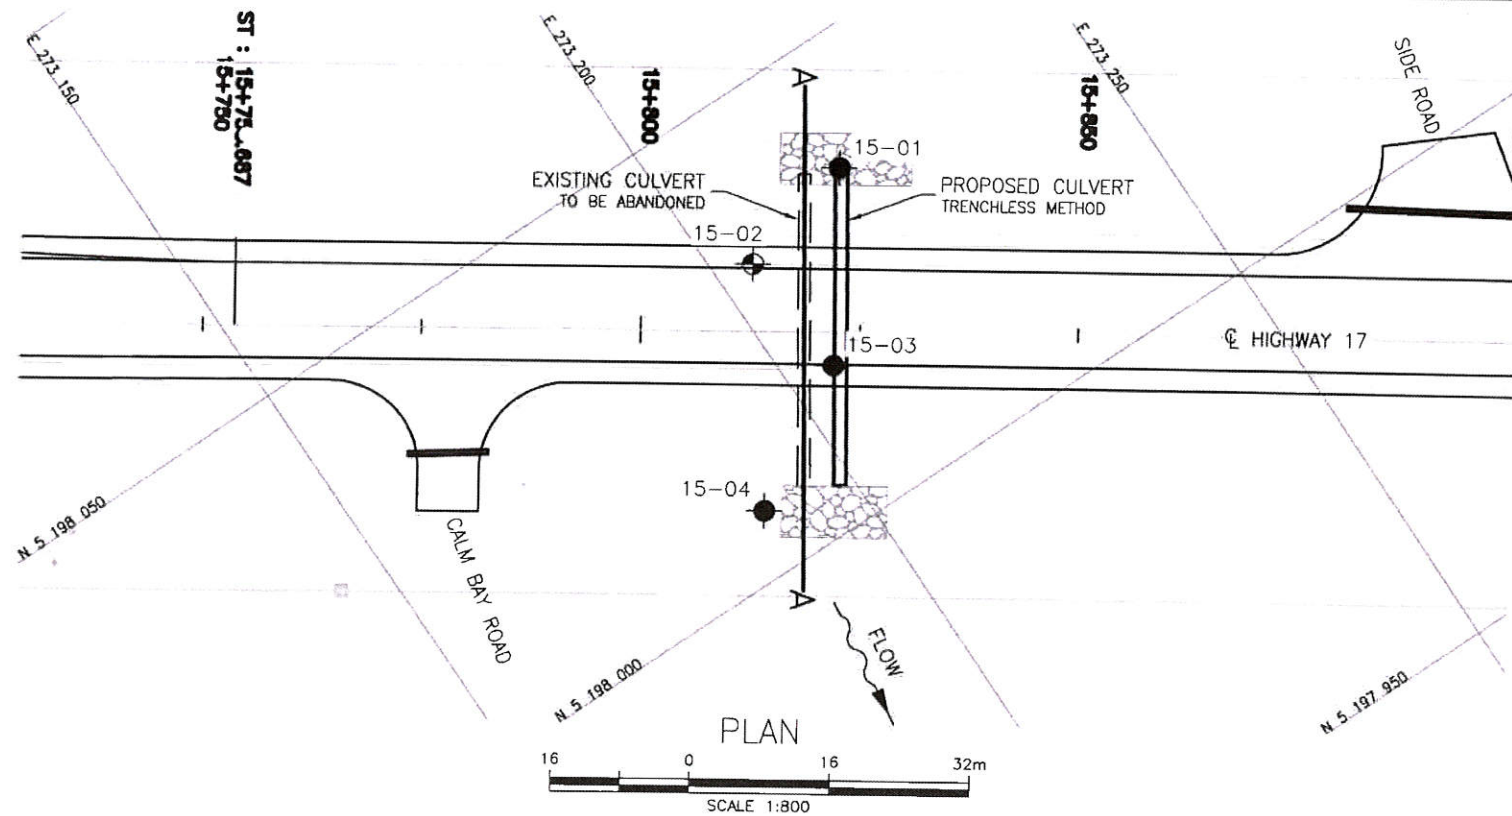 E 273 150
ST : 15+75
15+750
E 273 200
15+800
A
E 273 250
15+850
SIDE ROAD
15-01
EXISTING CULVERT
TO BE ABANDONED
PROPOSED CULVERT
TRENCHLESS METHOD
15-02
15-03
℄ HIGHWAY 17
15-04
N 5 198 050
CALM BAY ROAD
A
FLOW
N 5 198 000
N 5 197 950
PLAN
16 0 16 32m
SCALE 1:800